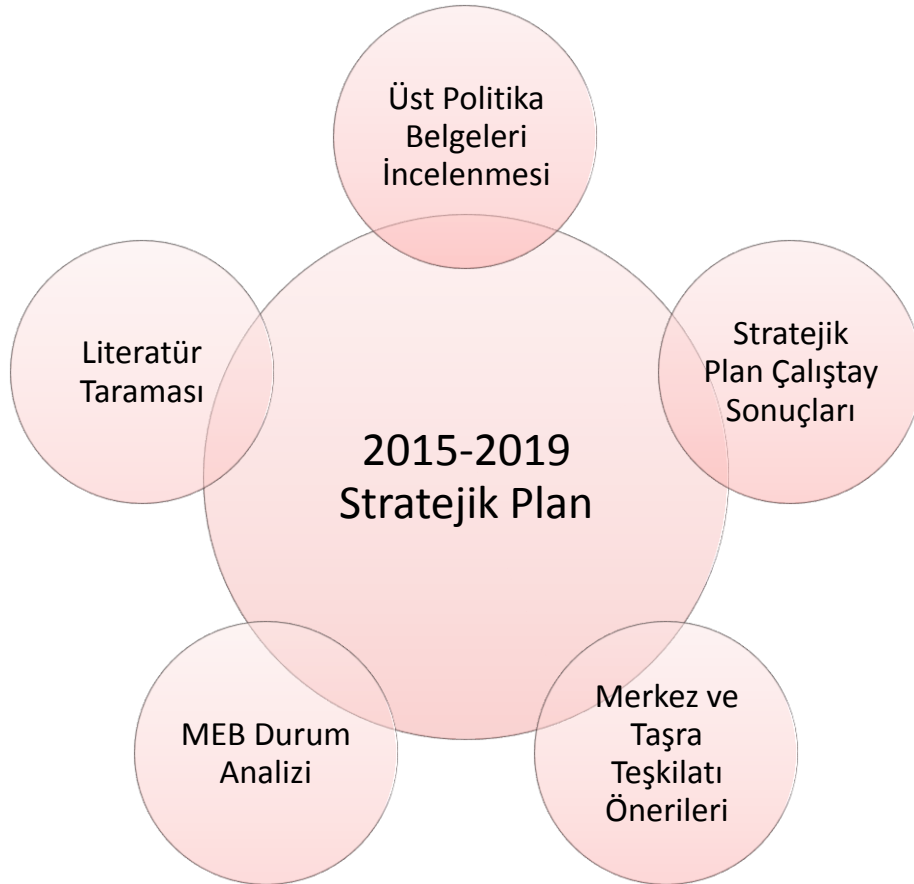 Üst Politika
Belgeleri
İncelenmesi
Stratejik
Plan Çalıştay
Sonuçları
Literatür
Taraması
2015-2019
Stratejik Plan
Merkez ve
Taşra
Teşkilatı
Önerileri
MEB Durum
Analizi